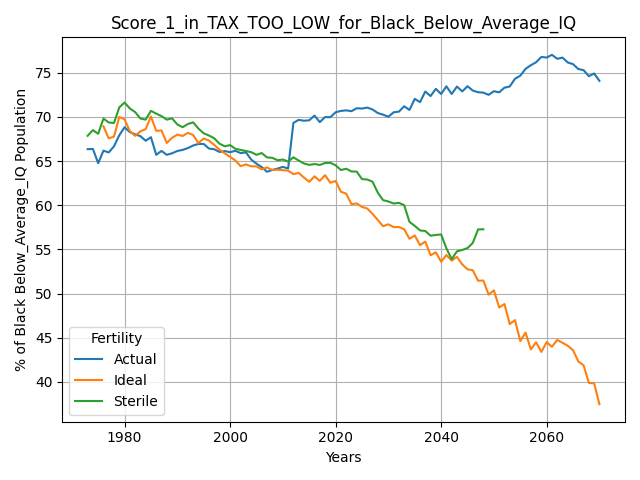 Score_1_in_TAX_TOO_LOW_for_Black_Below_Average_IQ
% of Black Below_Average_IQ Population
75
70
65
60
55
50
45
40
Fertility
Actual
Ideal
Sterile
1980
2000
2020
2040
2060
Years